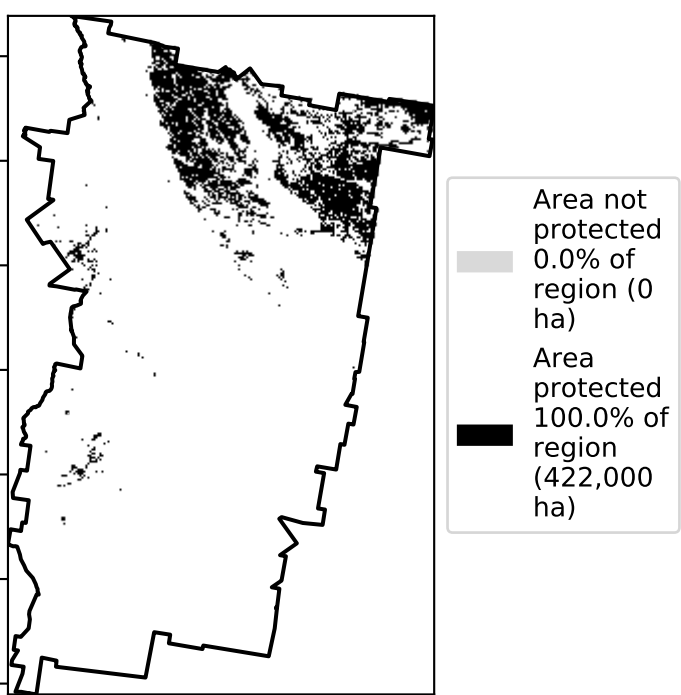 Area not
protected
0.0% of
region (0
ha)
Area
protected
100.0% of
region
(422,000
ha)